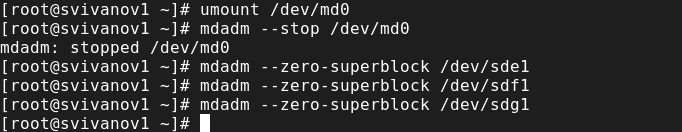 [root@svivanov1 ~]# umount /dev/md0
[root@svivanov1 ~]# mdadm --stop /dev/md0
mdadm: stopped /dev/md0
[root@svivanov1 ~]# mdadm --zero-superblock /dev/sde1
[root@svivanov1 ~]# mdadm --zero-superblock /dev/sdf1
[root@svivanov1 ~]# mdadm --zero-superblock /dev/sdg1
[root@svivanov1 ~]#